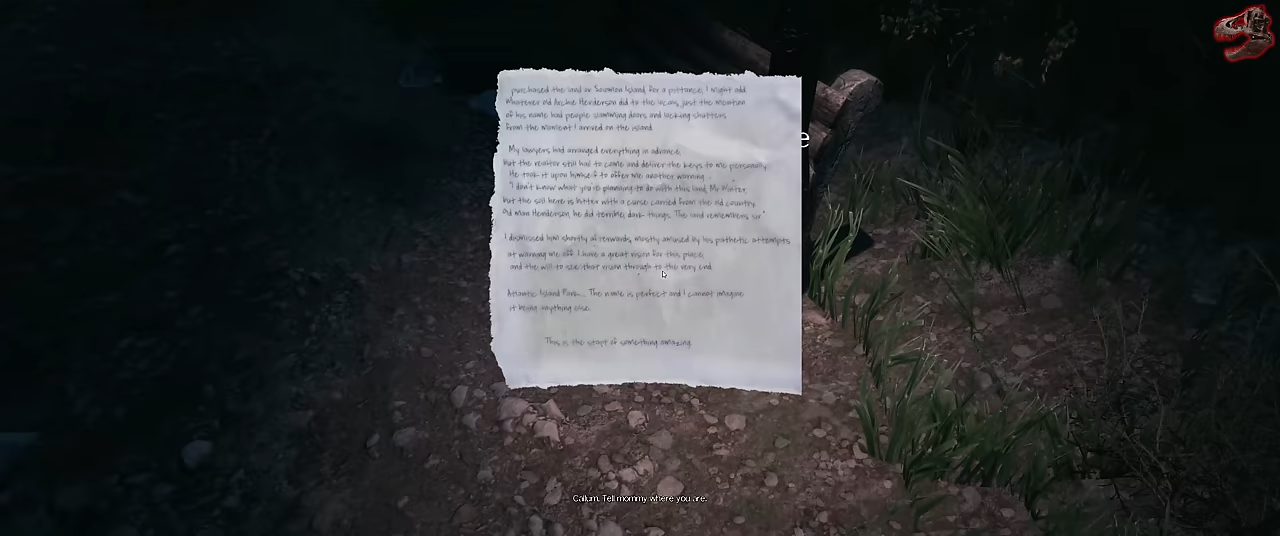 purchased the land on Solomon Island for a pittance, I might add
Whatever old Archie Henderson did to the locals, just the mention
of his name had people slamming doors and locking shutters
from the moment I arrived on the island.
My lawyers had arranged everything in advance,
but the realtor still had to come and deliver the keys to me personally.
He took it upon himself to offer me another warning...
"I don't know what you're planning to do with this land, Mr Winter,
but the soil here is bitter with a curse carried from the old country.
Old man Henderson, he did terrible, dark things. The land remembers, sir"
I dismissed him shortly afterwards, mostly amused by his pathetic attempts
at warning me off. I have a great vision for this place,
and the will to see that vision through to the very end.
Atlantic Island Park... The name is perfect and I cannot imagine
it being anything else.
This is the start of something amazing.
e
Callum. Tell mommy where you are.